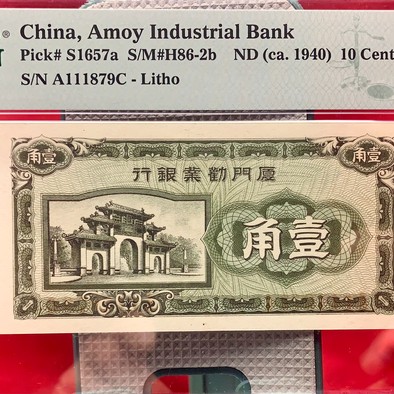 ® China, Amoy Industrial Bank
Pick# S1657a S/M#H86-2b ND (ca. 1940) 10 Cent
S/N A111879C - Litho
角壹 角壹
行銀業勸門厦
角壹